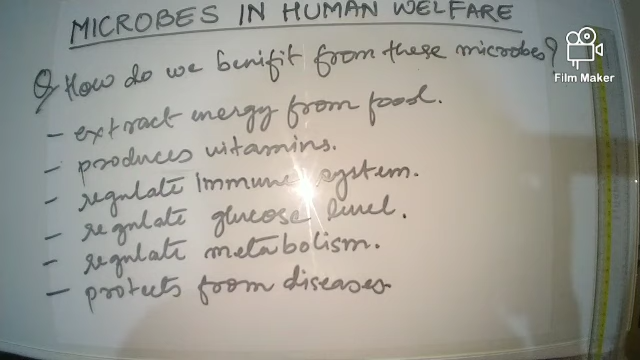 MICROBES IN HUMAN WELFARE
Q How do we benifit from these microbes?
- extract energy from food.
- produces vitamins.
- regulate Immune system.
- regulate glucose level.
- regulate metabolism.
- protects from diseases
Film Maker